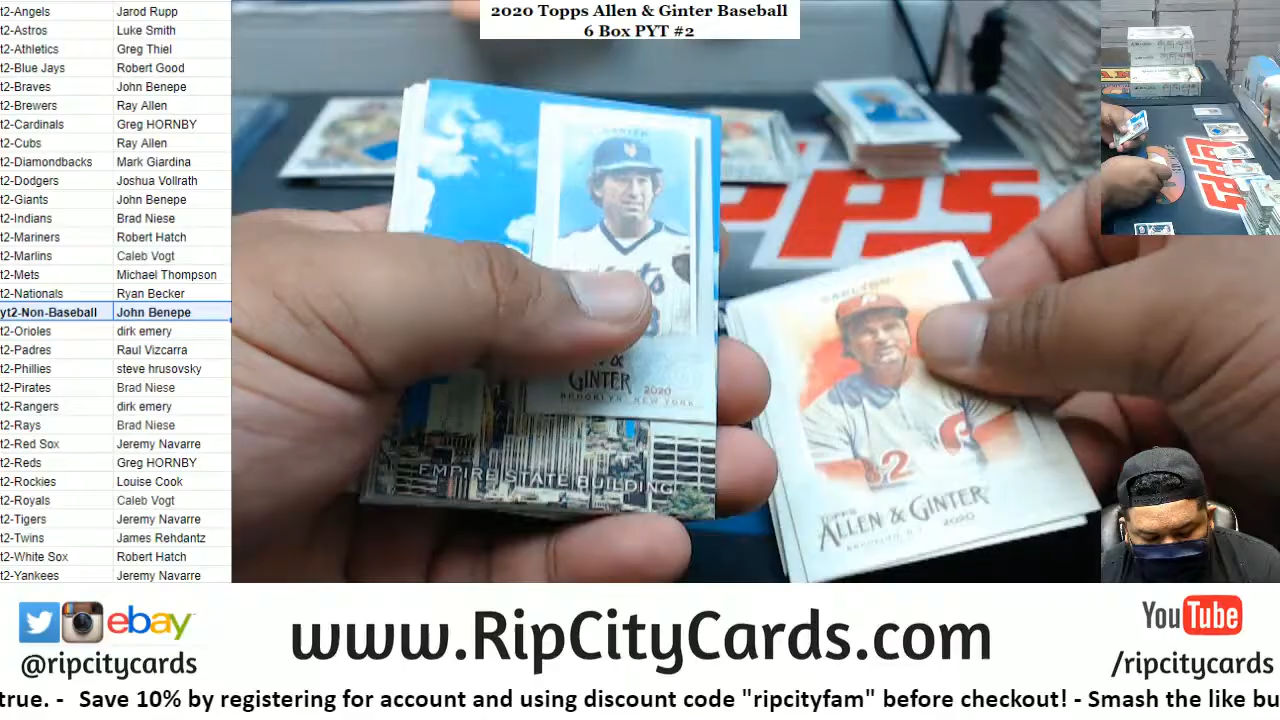 2020 Topps Allen & Ginter Baseball
6 Box PYT #2
t2-Angels Jarod Rupp
t2-Astros Luke Smith
t2-Athletics Greg Thiel
t2-Blue Jays Robert Good
t2-Braves John Benepe
t2-Brewers Ray Allen
t2-Cardinals Greg HORNBY
t2-Cubs Ray Allen
t2-Diamondbacks Mark Giardina
t2-Dodgers Joshua Vollrath
t2-Giants John Benepe
t2-Indians Brad Niese
t2-Mariners Robert Hatch
t2-Marlins Caleb Vogt
t2-Mets Michael Thompson
t2-Nationals Ryan Becker
yt2-Non-Baseball John Benepe
t2-Orioles dirk emery
t2-Padres Raul Vizcarra
t2-Phillies steve hrusovsky
t2-Pirates Brad Niese
t2-Rangers dirk emery
t2-Rays Brad Niese
t2-Red Sox Jeremy Navarre
t2-Reds Greg HORNBY
t2-Rockies Louise Cook
t2-Royals Caleb Vogt
t2-Tigers Jeremy Navarre
t2-Twins James Rehdantz
t2-White Sox Robert Hatch
t2-Yankees Jeremy Navarre
PPS
CARTER
& 
GINTER 2020
BROOKLYN, NEW YORK
EMPIRE STATE BUILDING
CARLTON
32
TOPPS
ALLEN & GINTER
2020
ebay
@ripcitycards
www.RipCityCards.com
YouTube
/ripcitycards
true. - Save 10% by registering for account and using discount code "ripcityfam" before checkout! - Smash the like bu